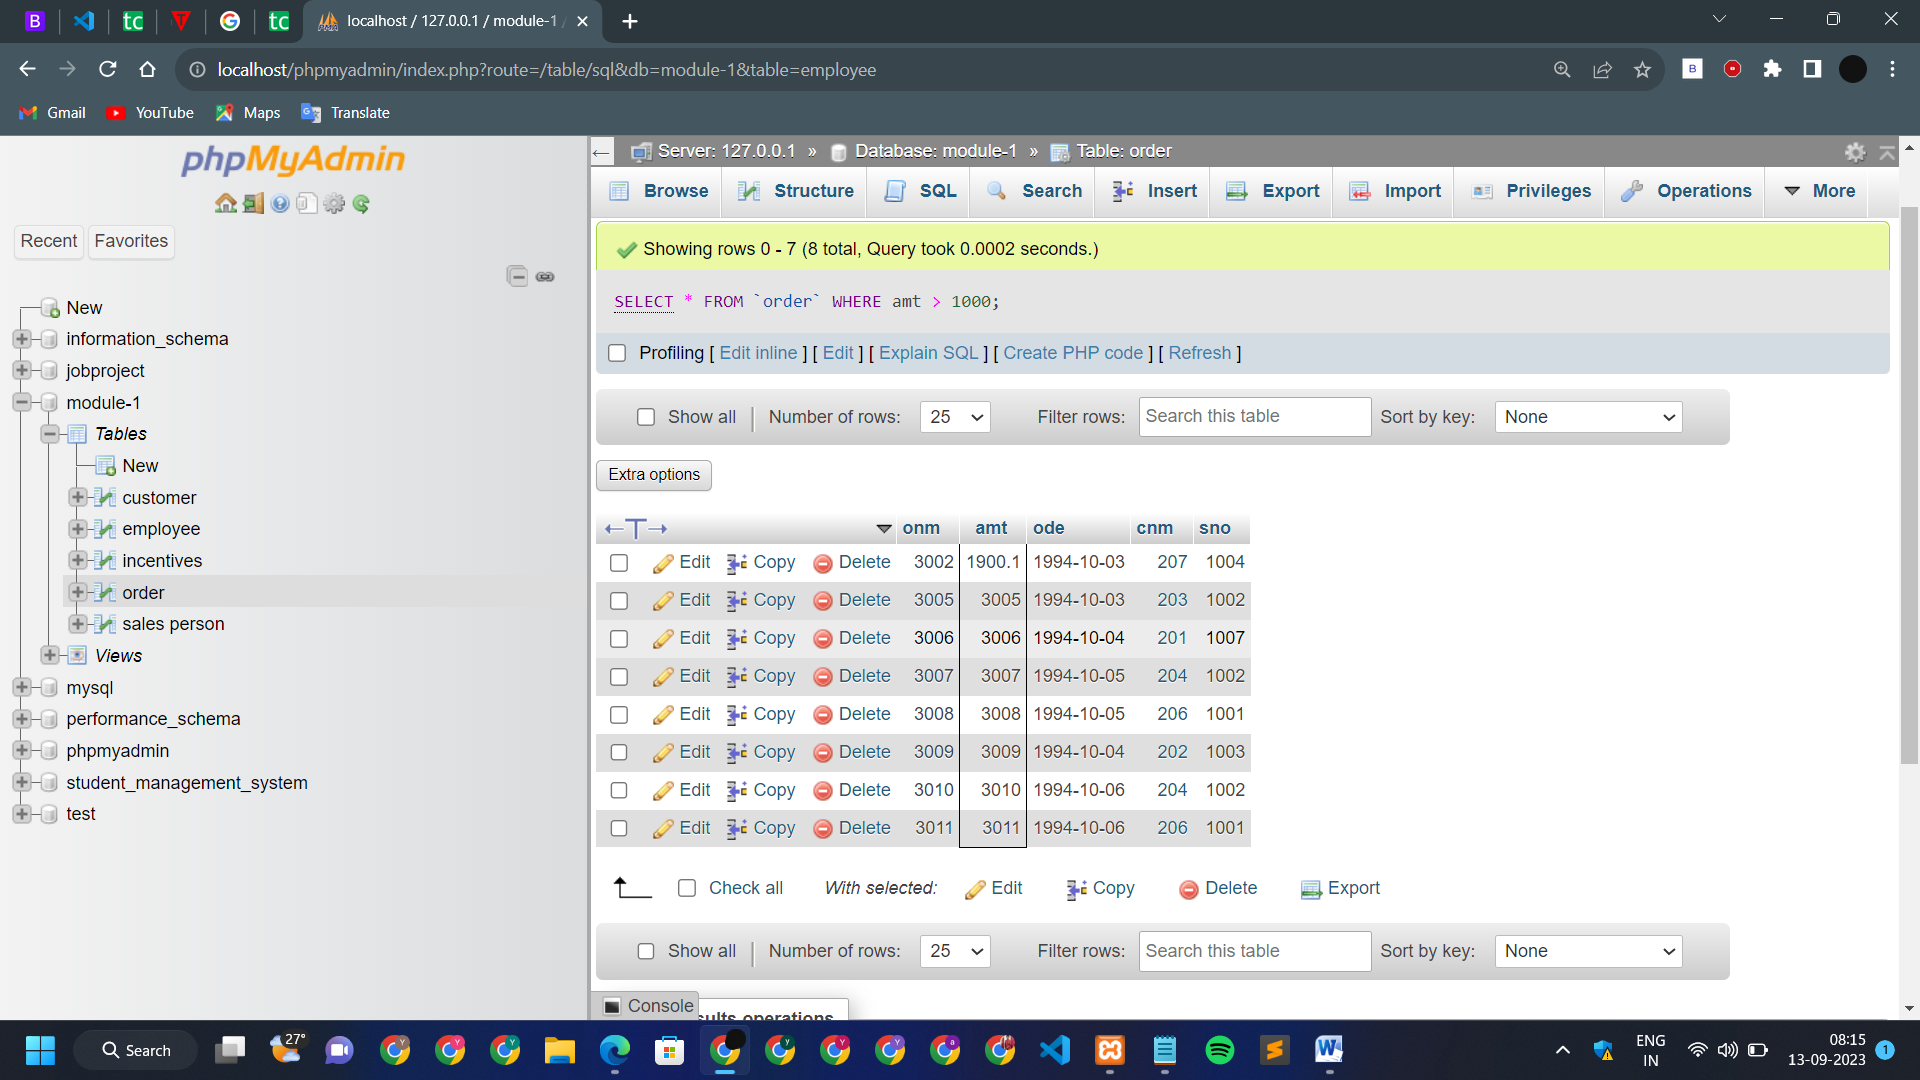 localhost / 127.0.0.1 / module-1 /
localhost/phpmyadmin/index.php?route=/table/sql&db=module-1&table=employee
Gmail YouTube Maps Translate
phpMyAdmin
Recent Favorites
New
information_schema
jobproject
module-1
Tables
New
customer
employee
incentives
order
sales person
Views
mysql
performance_schema
phpmyadmin
student_management_system
test
Server: 127.0.0.1 » Database: module-1 » Table: order
Browse Structure SQL Search Insert Export Import Privileges Operations More
Showing rows 0 - 7 (8 total, Query took 0.0002 seconds.)
SELECT * FROM `order` WHERE amt > 1000;
Profiling [ Edit inline ] [ Edit ] [ Explain SQL ] [ Create PHP code ] [ Refresh ]
Show all Number of rows: 25 Filter rows: Search this table Sort by key: None
Extra options
←T→ onm amt ode cnm sno
Edit Copy Delete 3002 1900.1 1994-10-03 207 1004
Edit Copy Delete 3005 3005 1994-10-03 203 1002
Edit Copy Delete 3006 3006 1994-10-04 201 1007
Edit Copy Delete 3007 3007 1994-10-05 204 1002
Edit Copy Delete 3008 3008 1994-10-05 206 1001
Edit Copy Delete 3009 3009 1994-10-04 202 1003
Edit Copy Delete 3010 3010 1994-10-06 204 1002
Edit Copy Delete 3011 3011 1994-10-06 206 1001
Check all With selected: Edit Copy Delete Export
Show all Number of rows: 25 Filter rows: Search this table Sort by key: None
Console
operations
Search 27° ENG IN 08:15 13-09-2023 1